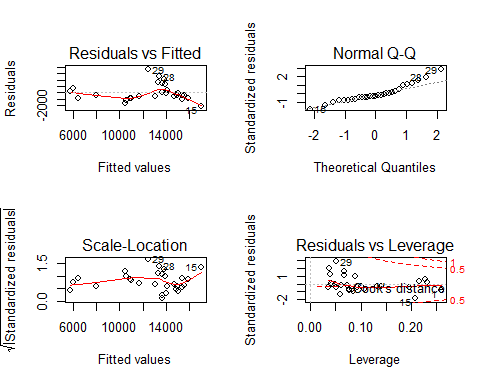 Residuals vs Fitted
Residuals
-2000
29
28
15
6000 10000 14000
Fitted values
Normal Q-Q
Standardized residuals
-1 2
29
28
15
-2 -1 0 1 2
Theoretical Quantiles
Scale-Location
√|Standardized residuals|
0.0 1.5
29
28
15
6000 10000 14000
Fitted values
Residuals vs Leverage
Standardized residuals
-2 1
29
Cook's distance
15
1
0.5
0.5
0.00 0.10 0.20
Leverage